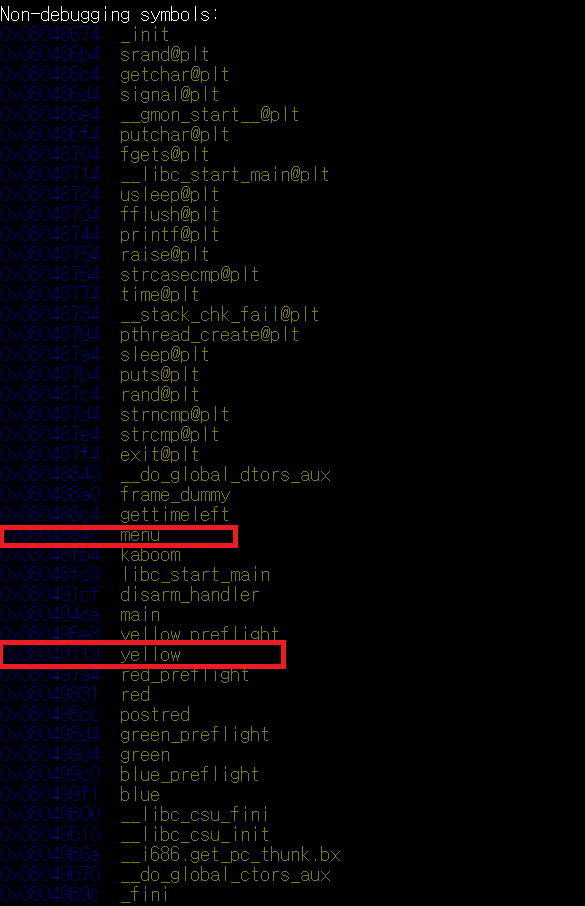 Non-debugging symbols:
0x08048674 _init
0x080486b4 srand@plt
0x080486c4 getchar@plt
0x080486d4 signal@plt
0x080486e4 __gmon_start__@plt
0x080486f4 putchar@plt
0x08048704 fgets@plt
0x08048714 __libc_start_main@plt
0x08048724 usleep@plt
0x08048734 fflush@plt
0x08048744 printf@plt
0x08048754 raise@plt
0x08048764 strcasecmp@plt
0x08048774 time@plt
0x08048784 __stack_chk_fail@plt
0x08048794 pthread_create@plt
0x080487a4 sleep@plt
0x080487b4 puts@plt
0x080487c4 rand@plt
0x080487d4 strncmp@plt
0x080487e4 strcmp@plt
0x080487f4 exit@plt
0x08048840 __do_global_dtors_aux
0x080488a0 frame_dummy
0x080488c4 gettimeleft
menu
kaboom
0x08048fc8 libc_start_main
0x080491cf disarm_handler
0x080494ca main
yellow_preflight
0x08049719 yellow
0x080497a4 red_preflight
0x08049831 red
0x080498cc postred
0x080498d4 green_preflight
0x08049904 green
0x080499c0 blue_preflight
0x080499f1 blue
0x08049b00 __libc_csu_fini
0x08049b10 __libc_csu_init
0x08049b6a __i686.get_pc_thunk.bx
0x08049b70 __do_global_ctors_aux
0x08049b9c _fini